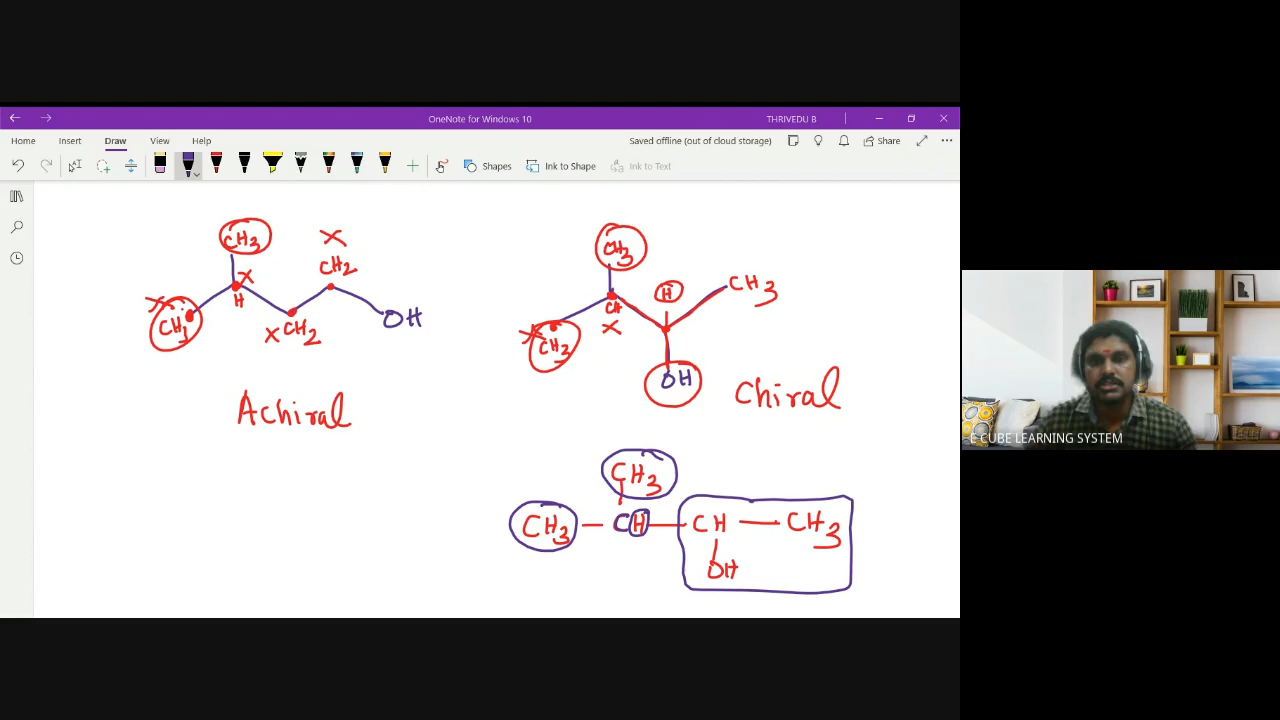 OneNote for Windows 10
THRIVEDU B
Home Insert Draw View Help
Saved offline (out of cloud storage)
Share
Shapes
Ink to Shape
Ink to Text
CH3
H
CH2
CH2
OH
Achiral
CH3
CH
CH3
H
CH3
OH
Chiral
CH3
CH3 — CH — CH — CH3
OH
E CUBE LEARNING SYSTEM